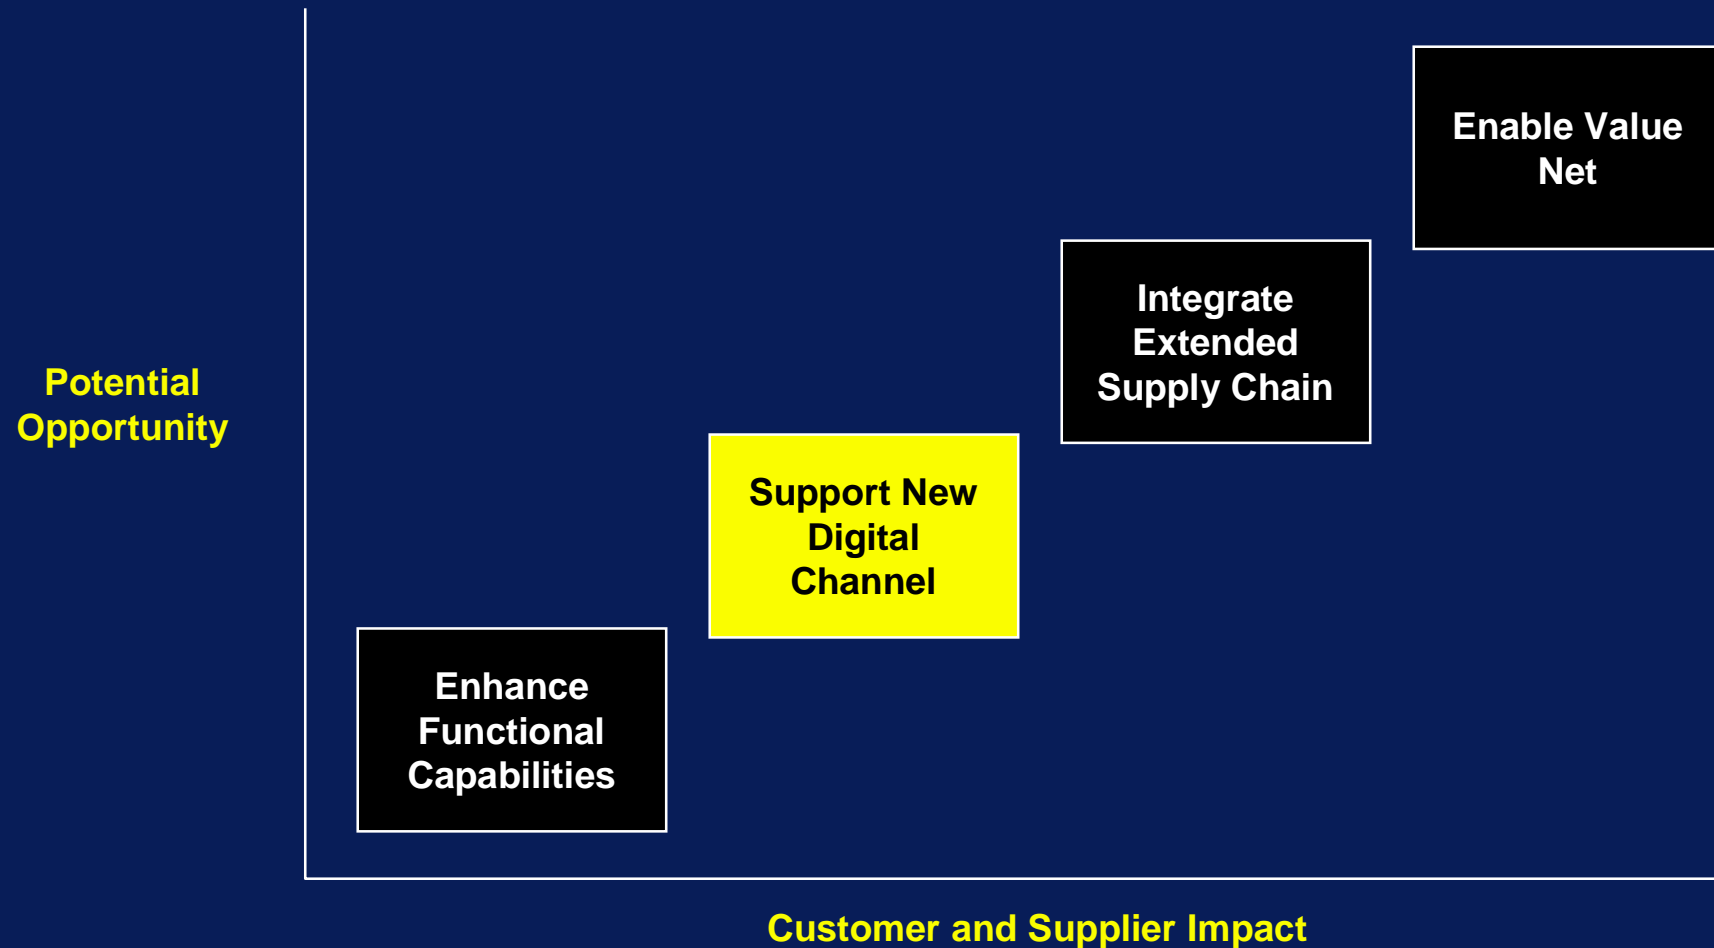 Enable Value
Net
Integrate
Extended
Supply Chain
Potential
Opportunity
Support New
Digital
Channel
Enhance
Functional
Capabilities
Customer and Supplier Impact